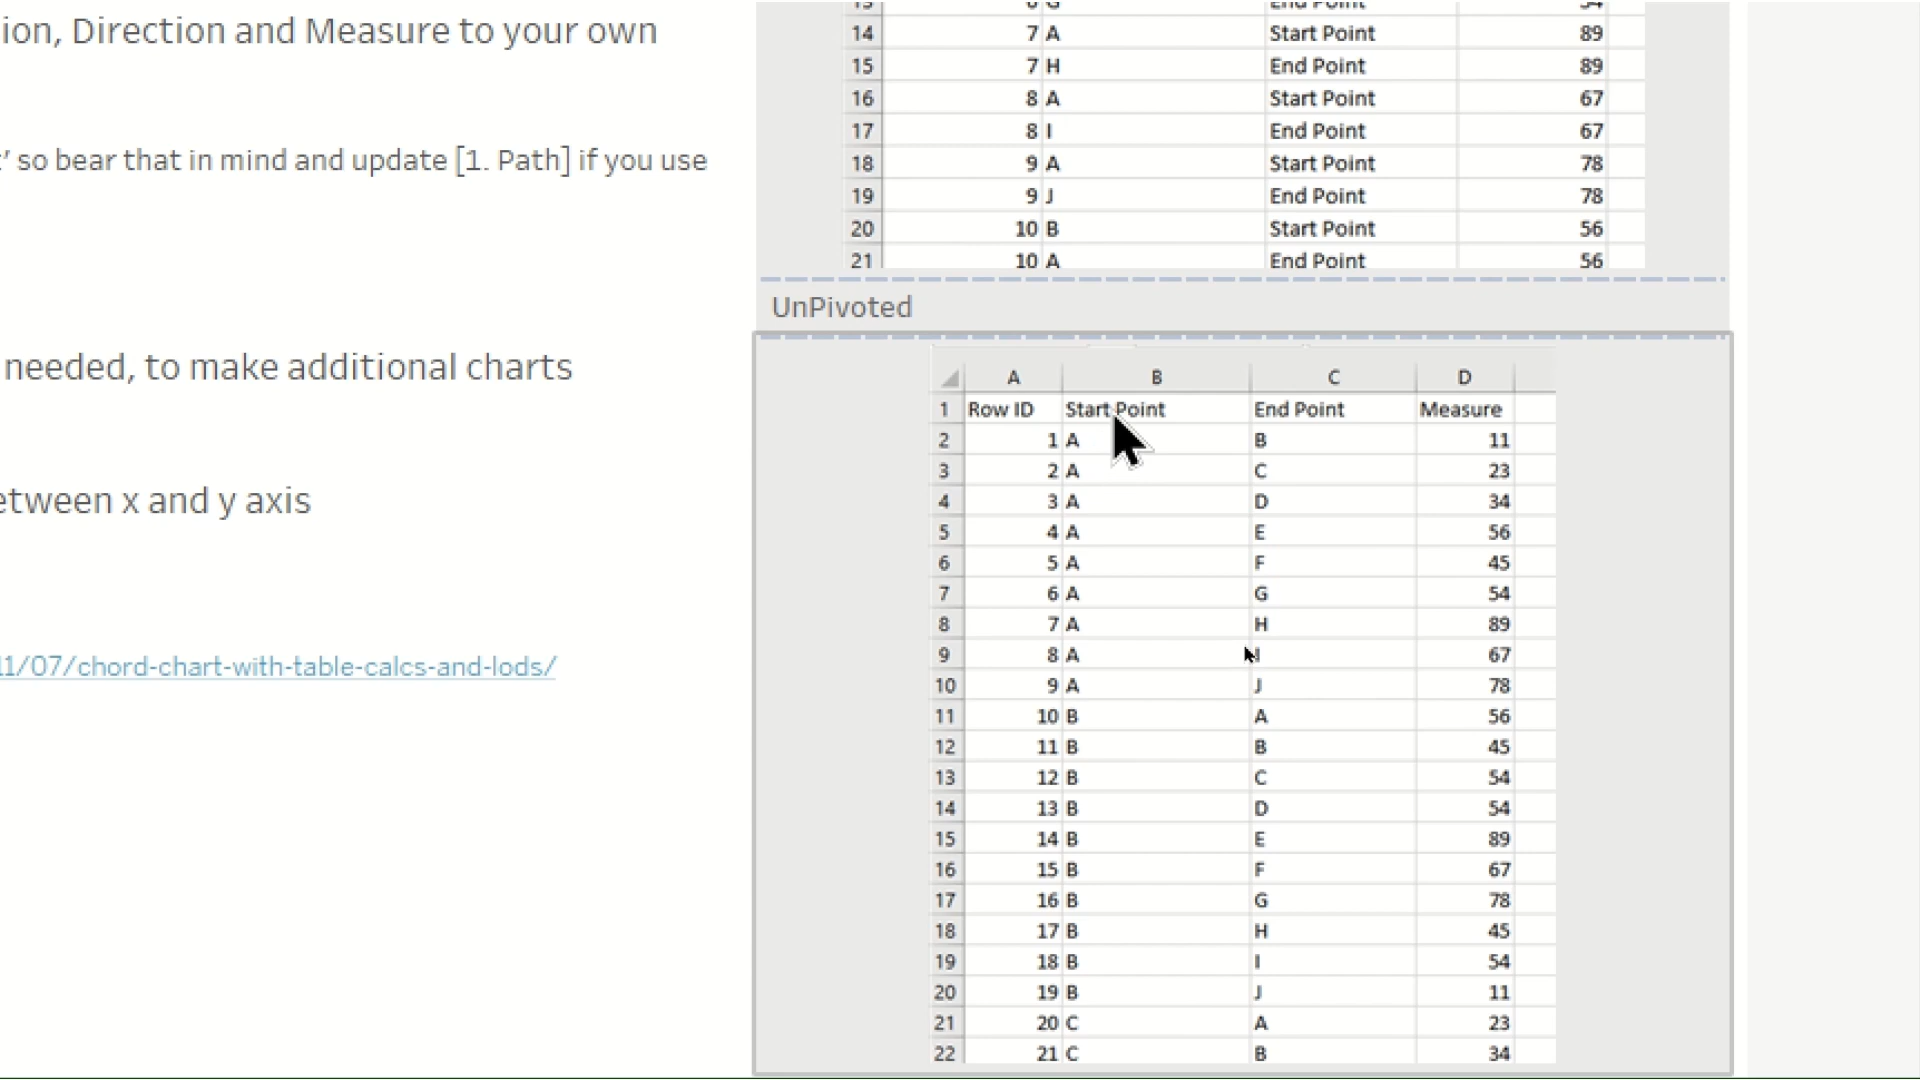 ion, Direction and Measure to your own
' so bear that in mind and update [1. Path] if you use
needed, to make additional charts
etween x and y axis
11/07/chord-chart-with-table-calcs-and-lods/
13 6 G End Point 54
14 7 A Start Point 89
15 7 H End Point 89
16 8 A Start Point 67
17 8 I End Point 67
18 9 A Start Point 78
19 9 J End Point 78
20 10 B Start Point 56
21 10 A End Point 56
UnPivoted
A B C D
1 Row ID Start Point End Point Measure
2 1 A B 11
3 2 A C 23
4 3 A D 34
5 4 A E 56
6 5 A F 45
7 6 A G 54
8 7 A H 89
9 8 A I 67
10 9 A J 78
11 10 B A 56
12 11 B B 45
13 12 B C 54
14 13 B D 54
15 14 B E 89
16 15 B F 67
17 16 B G 78
18 17 B H 45
19 18 B I 54
20 19 B J 11
21 20 C A 23
22 21 C B 34